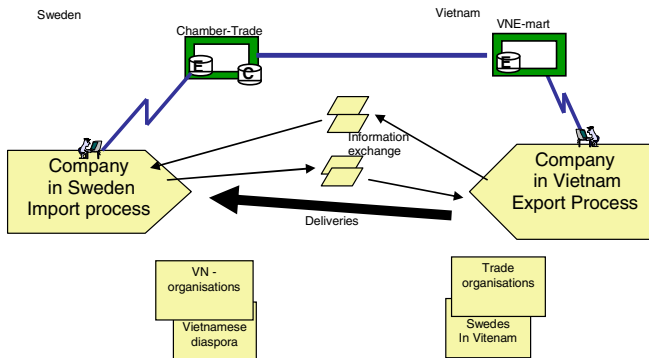 Sweden
Vietnam
Chamber-Trade
VNE-mart
E
C
E
Information
exchange
Company
in Sweden
Import process
Company
in Vietnam
Export Process
Deliveries
VN -
organisations
Vietnamese
diaspora
Trade
organisations
Swedes
In Vitenam